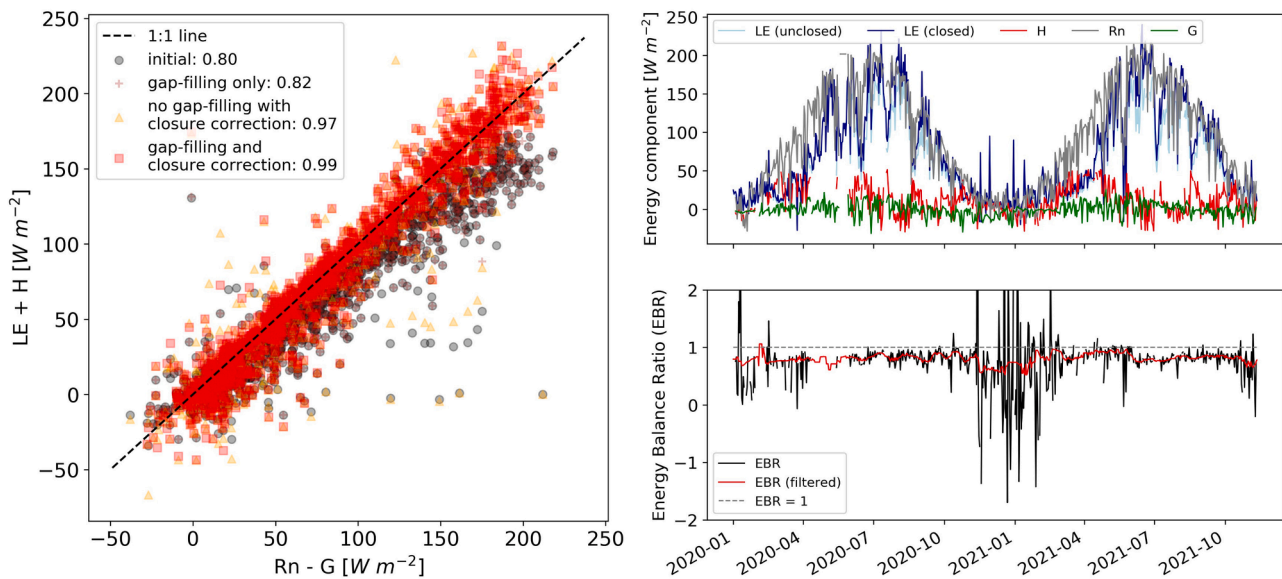 250
200
150
100
50
0
−50
LE + H [W m⁻²]
1:1 line
initial: 0.80
gap-filling only: 0.82
no gap-filling with
closure correction: 0.97
gap-filling and
closure correction: 0.99
−50 0 50 100 150 200 250
Rn - G [W m⁻²]
LE (unclosed) LE (closed) H Rn G
250
200
150
100
50
0
Energy component [W m⁻²]
2
1
0
−1
−2
Energy Balance Ratio (EBR)
EBR
EBR (filtered)
EBR = 1
2020-01 2020-04 2020-07 2020-10 2021-01 2021-04 2021-07 2021-10